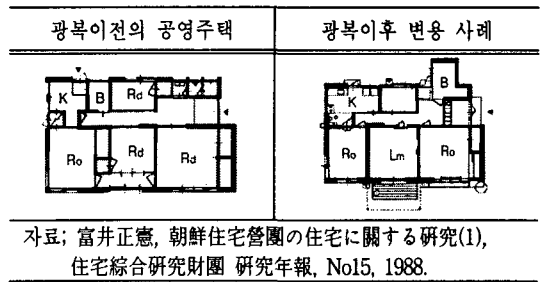 광복이전의 공영주택
광복이후 변용 사례
K B Rd
Ro Rd Rd
B
K
Ro Lm Ro
자료; 富井正憲, 朝鮮住宅營團の住宅に關する硏究(1),
住宅綜合硏究財團 硏究年報, No15, 1988.